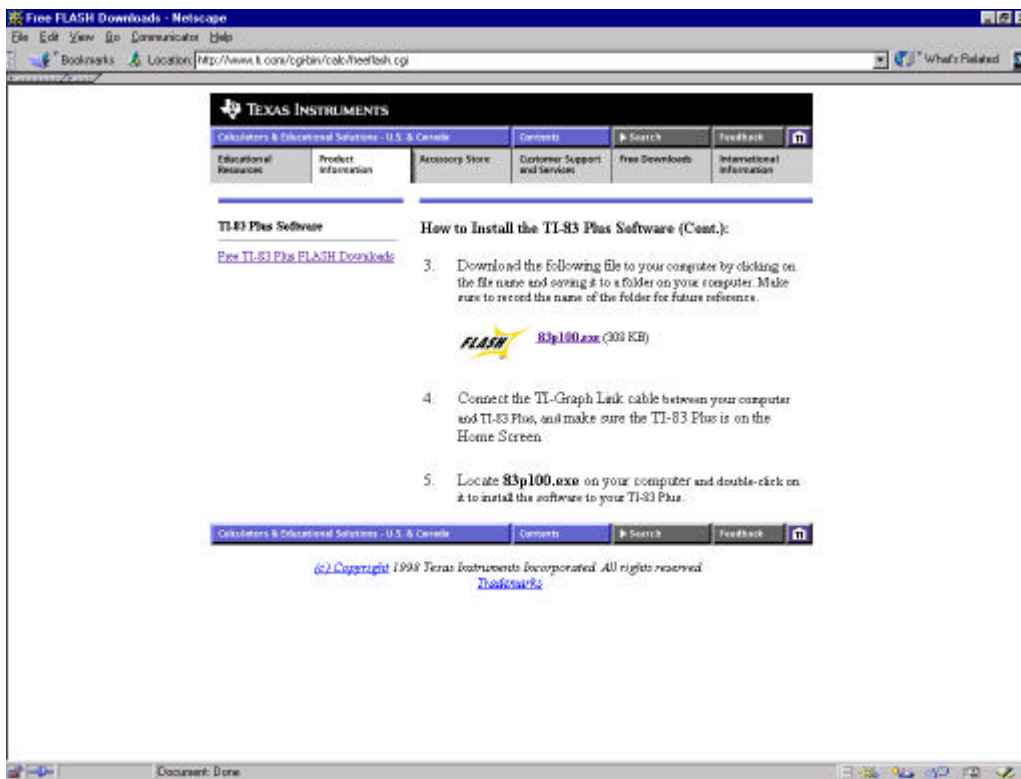 Free FLASH Downloads - Netscape
File Edit View Go Communicator Help
Bookmarks Location: http://www.ti.com/cgi-bin/calc/freeflash.cgi What's Related
TEXAS INSTRUMENTS
Calculators & Educational Solutions - U.S. & Canada Contents Search Feedback
Educational Resources Product Information Accessory Store Customer Support and Services Free Downloads International Information
TI-83 Plus Software
Free TI-83 Plus FLASH Downloads
How to Install the TI-83 Plus Software (Cont.):
3. Download the following file to your computer by clicking on
the file name and saving it to a folder on your computer. Make
sure to record the name of the folder for future reference.
FLASH 83p100.exe (308 KB)
4. Connect the TI-Graph Link cable between your computer
and TI-83 Plus, and make sure the TI-83 Plus is on the
Home Screen
5. Locate 83p100.exe on your computer and double-click on
it to install the software to your TI-83 Plus.
Calculators & Educational Solutions - U.S. & Canada Contents Search Feedback
(c) Copyright 1998 Texas Instruments Incorporated. All rights reserved
Trademarks
Document: Done